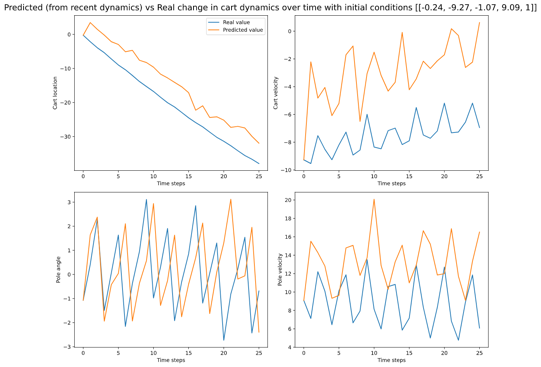 Predicted (from recent dynamics) vs Real change in cart dynamics over time with initial conditions [[-0.24, -9.27, -1.07, 9.09, 1]]
Real value
Predicted value
Cart location
0
−10
−20
−30
0 5 10 15 20 25
Time steps
Cart velocity
0
−2
−4
−6
−8
−10
0 5 10 15 20 25
Time steps
Pole angle
3
2
1
0
−1
−2
−3
0 5 10 15 20 25
Time steps
Pole velocity
20
18
16
14
12
10
8
6
4
0 5 10 15 20 25
Time steps